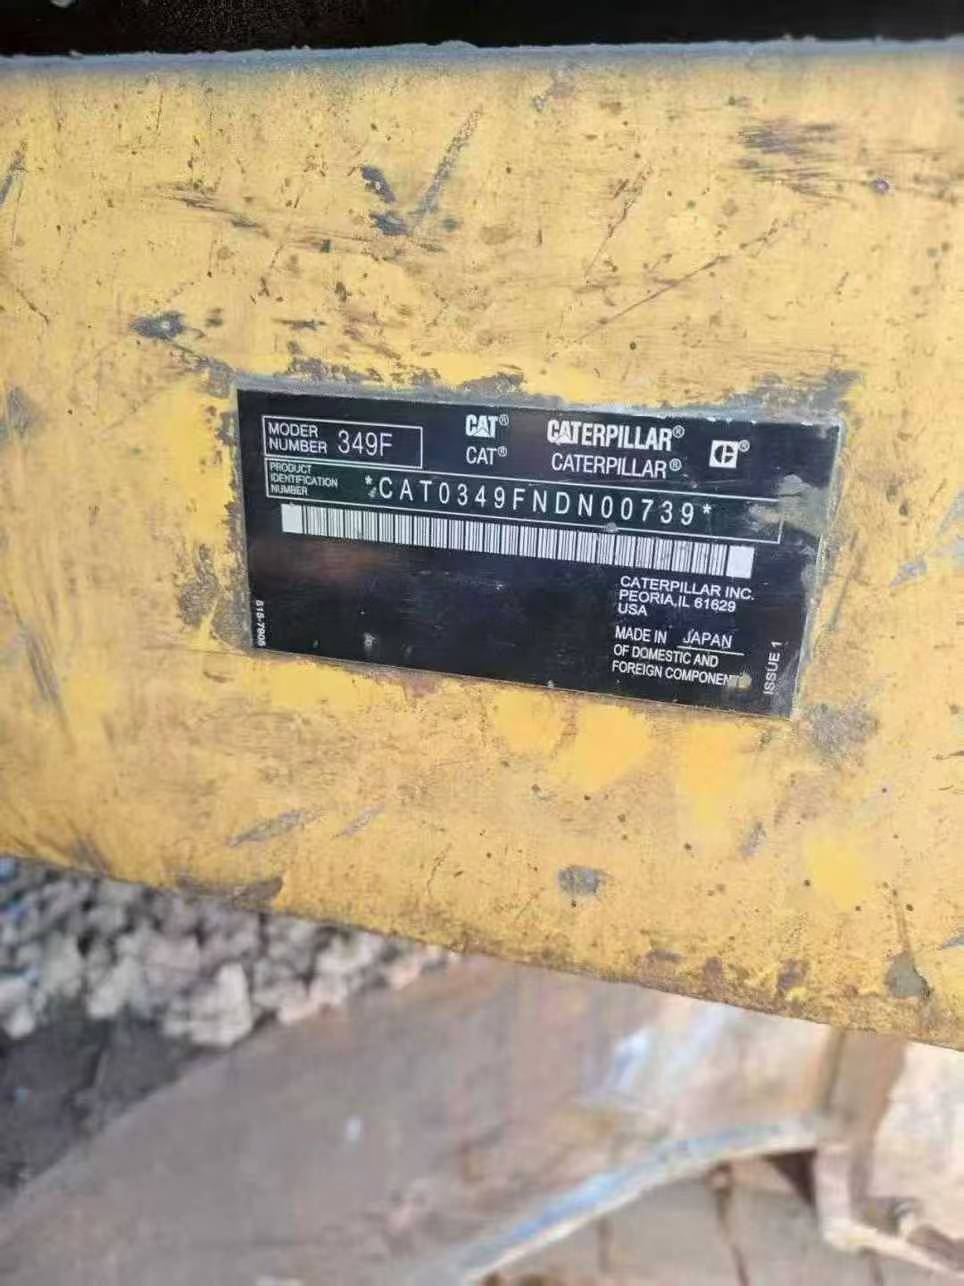 MODER
NUMBER 349F
CAT® CATERPILLAR®
CAT® CATERPILLAR®
PRODUCT
IDENTIFICATION
NUMBER
*CAT0349FNDN00739*
CATERPILLAR INC.
PEORIA,IL 61629
USA
MADE IN JAPAN
OF DOMESTIC AND
FOREIGN COMPONENTS
ISSUE 1